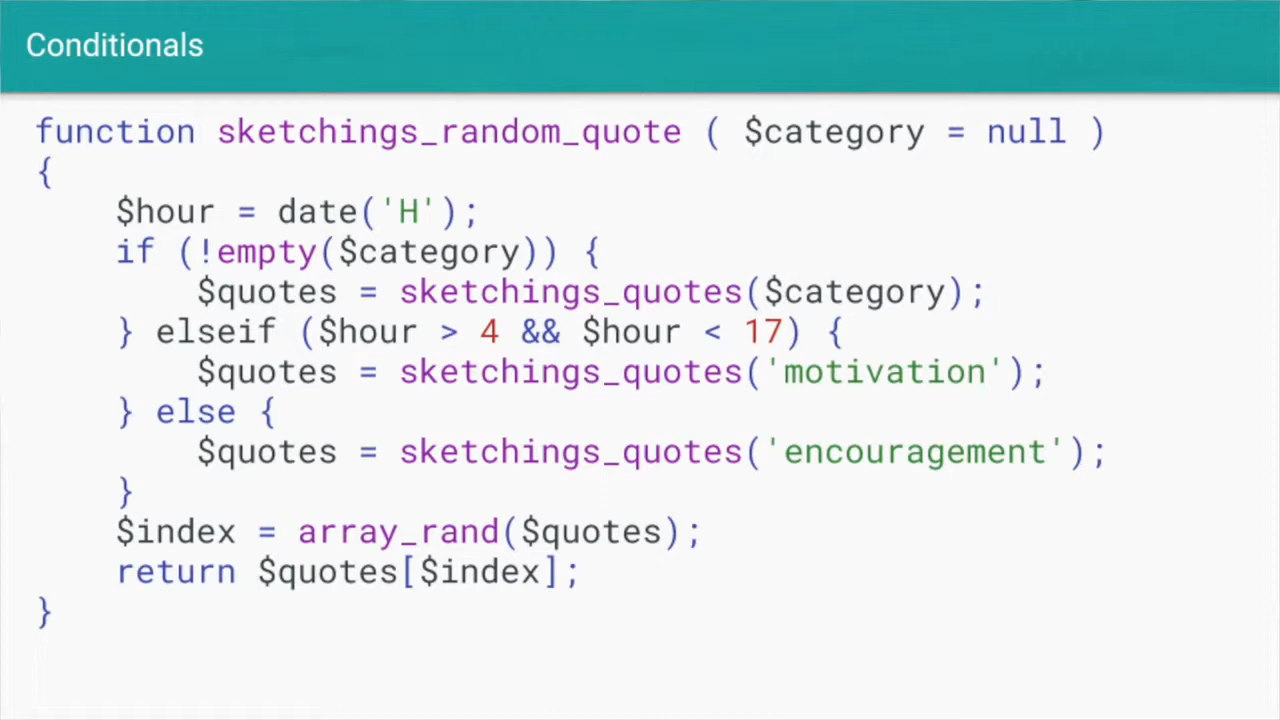 Conditionals
function sketchings_random_quote ( $category = null )
{
    $hour = date('H');
    if (!empty($category)) {
        $quotes = sketchings_quotes($category);
    } elseif ($hour > 4 && $hour < 17) {
        $quotes = sketchings_quotes('motivation');
    } else {
        $quotes = sketchings_quotes('encouragement');
    }
    $index = array_rand($quotes);
    return $quotes[$index];
}